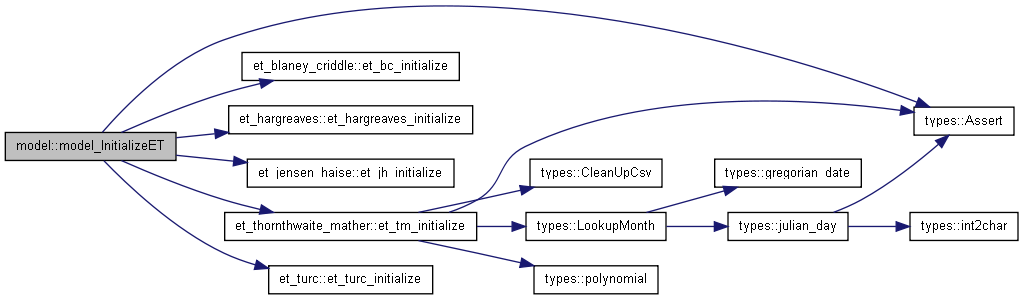 et_blaney_criddle::et_bc_initialize
et_hargreaves::et_hargreaves_initialize
types::Assert
model::model_InitializeET
et_jensen_haise::et_jh_initialize
types::CleanUpCsv
types::gregorian_date
et_thornthwaite_mather::et_tm_initialize
types::LookupMonth
types::julian_day
types::int2char
et_turc::et_turc_initialize
types::polynomial